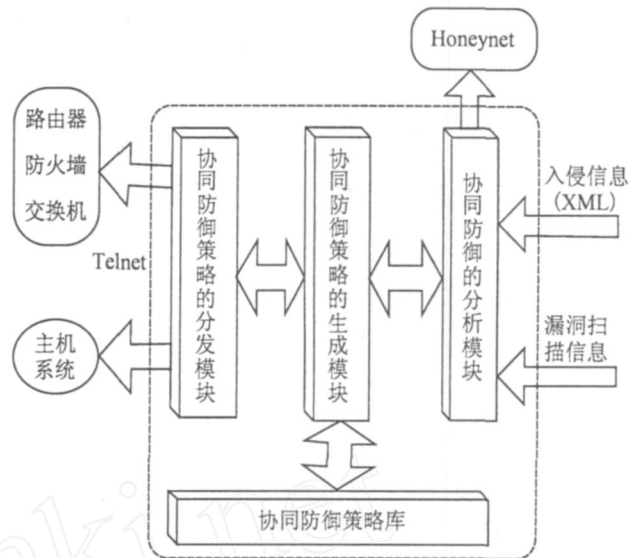 Honeynet
路由器
防火墙
交换机
Telnet
主机
系统
协同防御策略的分发模块
协同防御策略的生成模块
协同防御的分析模块
入侵信息
(XML)
漏洞扫
描信息
协同防御策略库